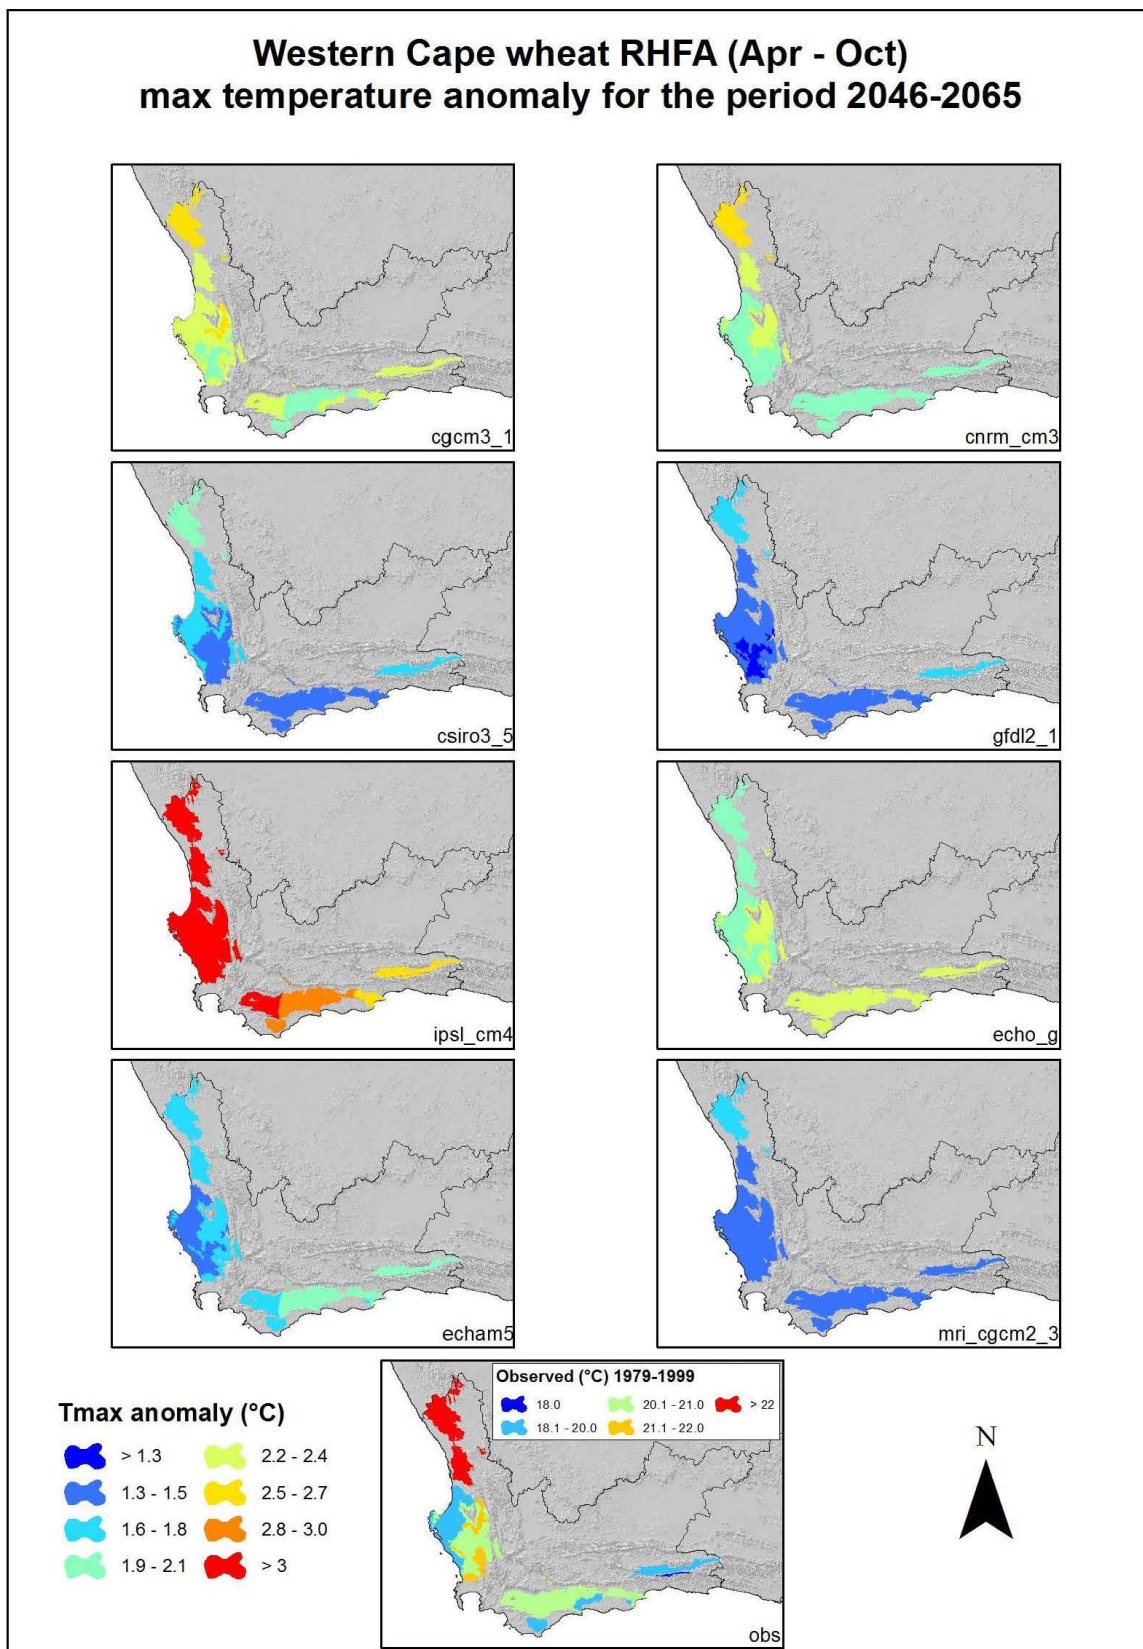 Western Cape wheat RHFA (Apr - Oct)
max temperature anomaly for the period 2046-2065
cgcm3_1
cnrm_cm3
csiro3_5
gfdl2_1
ipsl_cm4
echo_g
echam5
mri_cgcm2_3
Observed (°C) 1979-1999
18.0
20.1 - 21.0
> 22
18.1 - 20.0
21.1 - 22.0
obs
Tmax anomaly (°C)
> 1.3
2.2 - 2.4
1.3 - 1.5
2.5 - 2.7
1.6 - 1.8
2.8 - 3.0
1.9 - 2.1
> 3
N